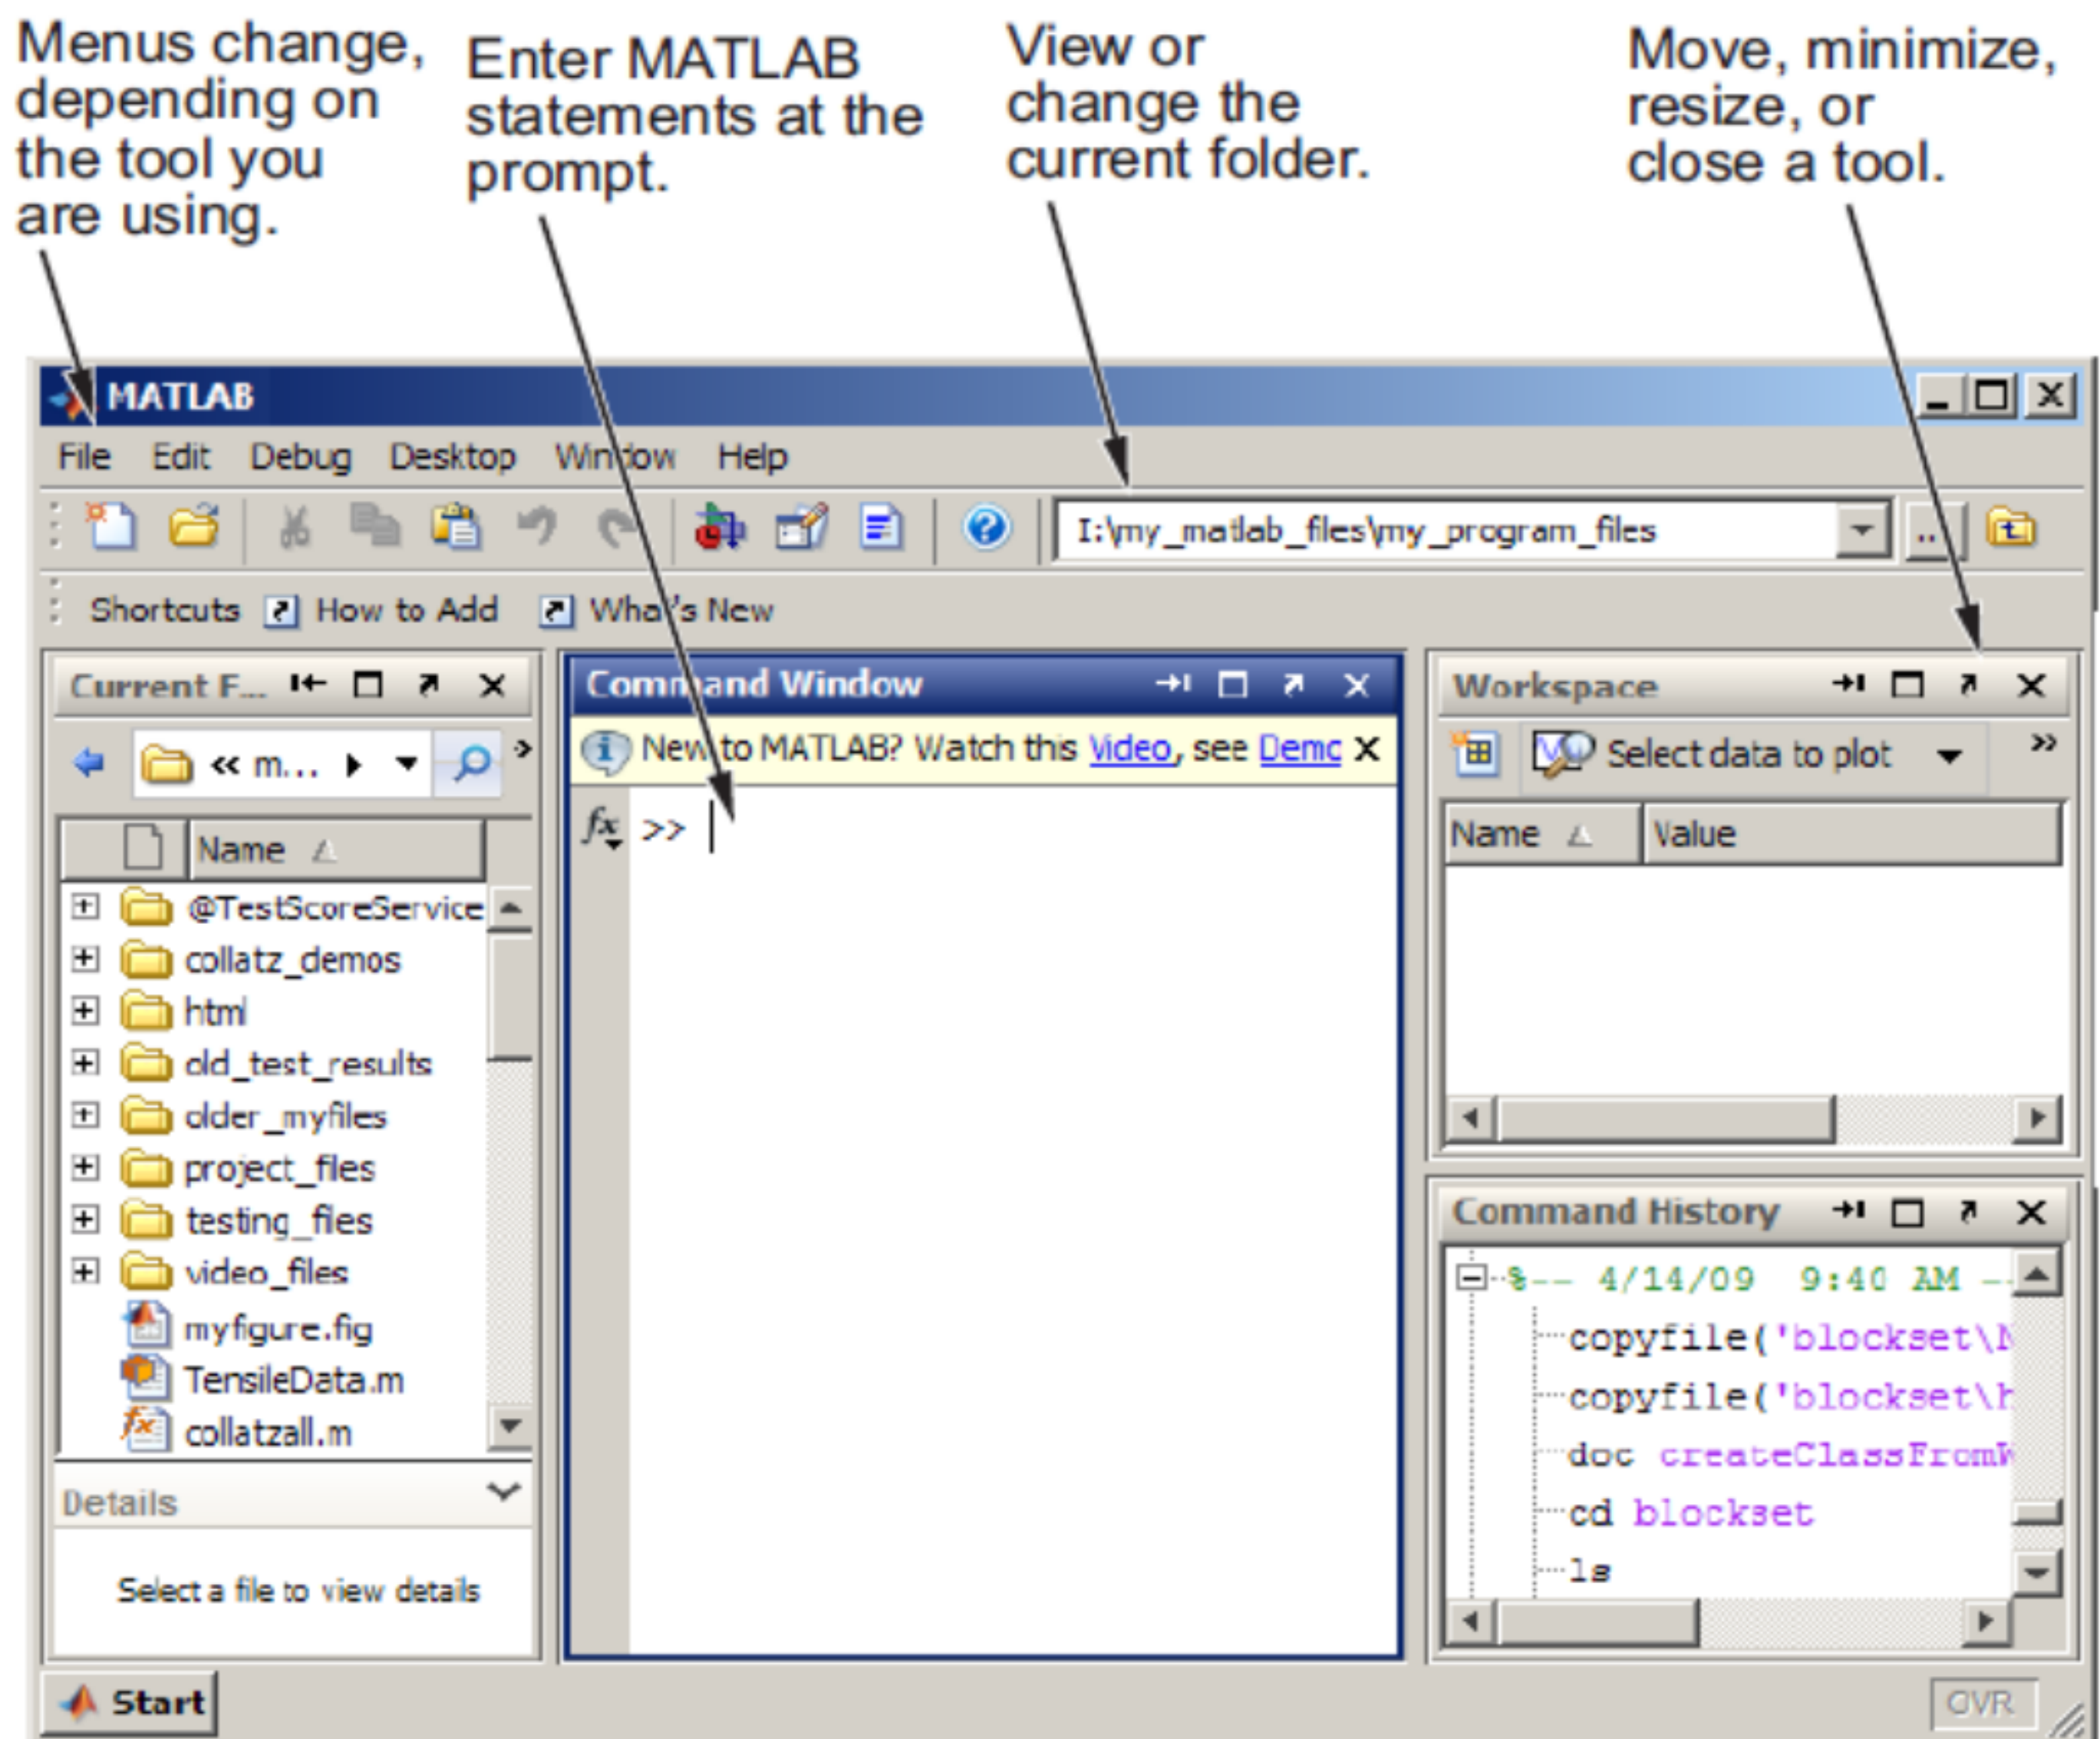 Menus change,
depending on
the tool you
are using.
Enter MATLAB
statements at the
prompt.
View or
change the
current folder.
Move, minimize,
resize, or
close a tool.
MATLAB
File Edit Debug Desktop Window Help
I:\my_matlab_files\my_program_files
Shortcuts How to Add What's New
Current F...
« m...
Name
@TestScoreService
collatz_demos
html
old_test_results
older_myfiles
project_files
testing_files
video_files
myfigure.fig
TensileData.m
collatzall.m
Details
Select a file to view details
Command Window
New to MATLAB? Watch this Video, see Demo
fx >>
Workspace
Select data to plot »
Name Value
Command History
%-- 4/14/09 9:40 AM --
copyfile('blockset\
copyfile('blockset\h
doc createClassFromW
cd blockset
ls
Start
OVR